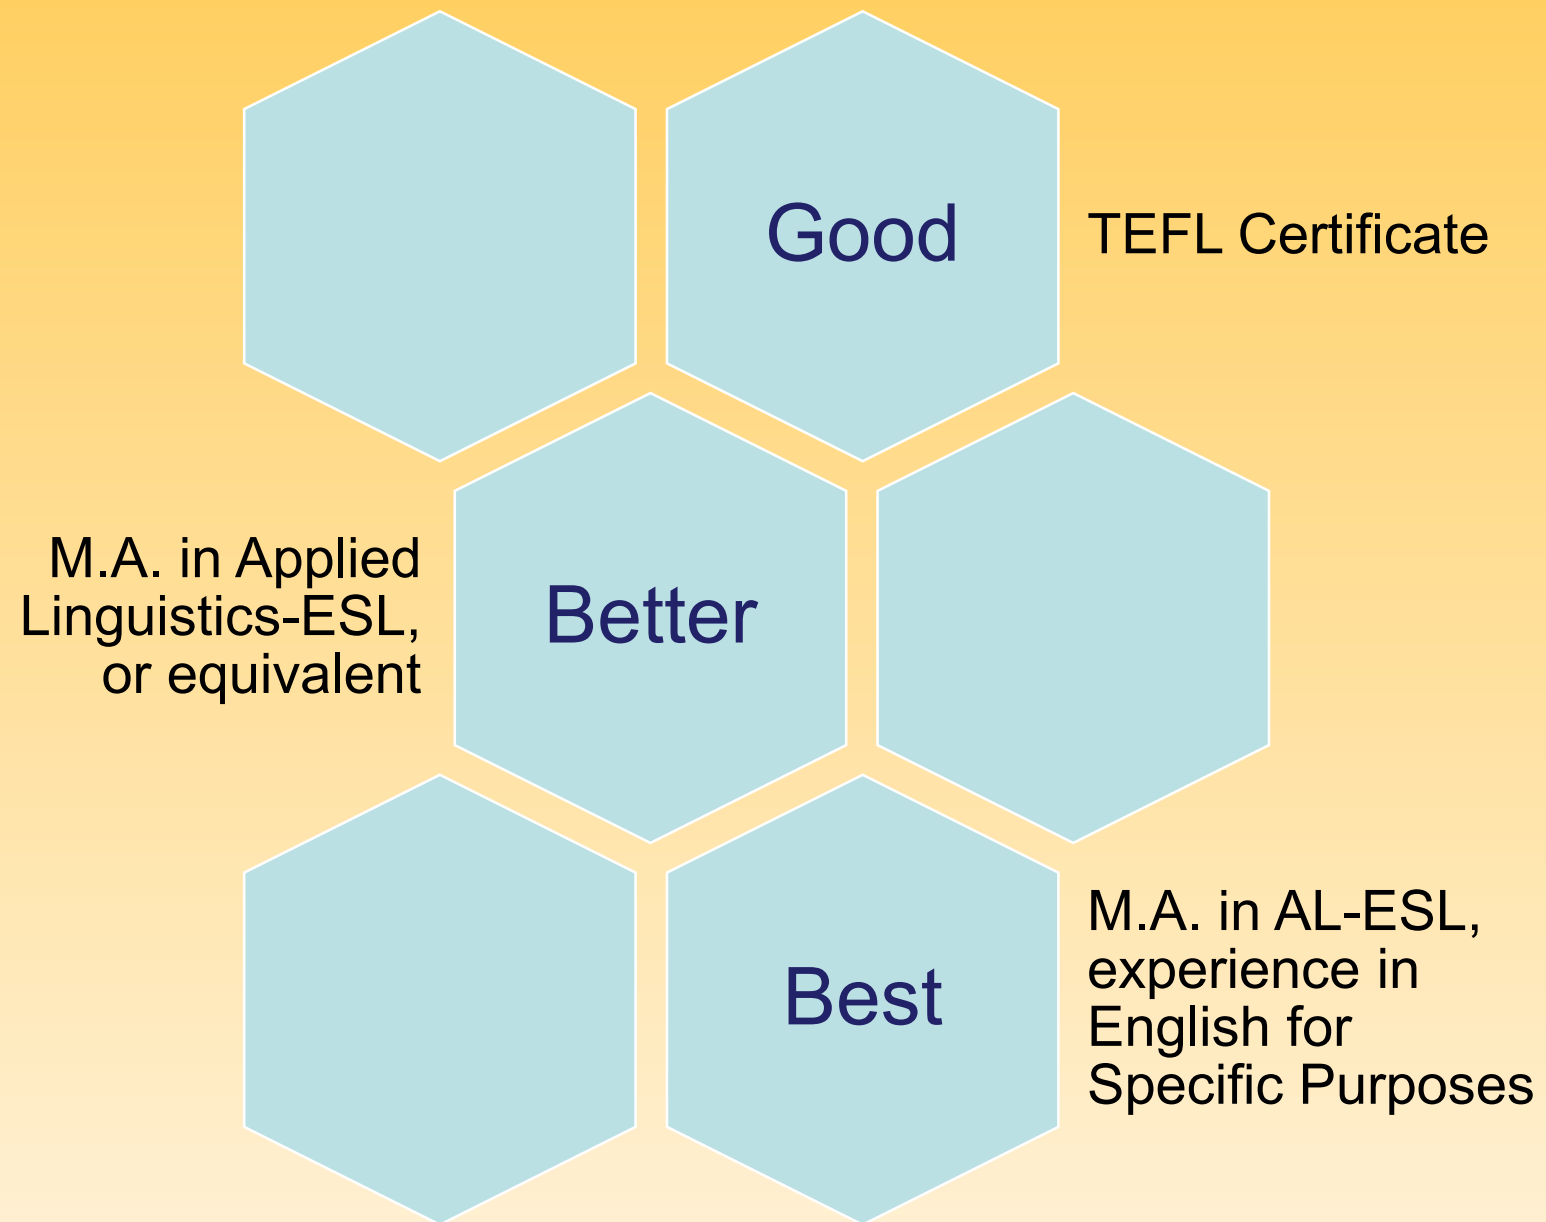 Good
TEFL Certificate
M.A. in Applied
Linguistics-ESL,
or equivalent
Better
Best
M.A. in AL-ESL,
experience in
English for
Specific Purposes